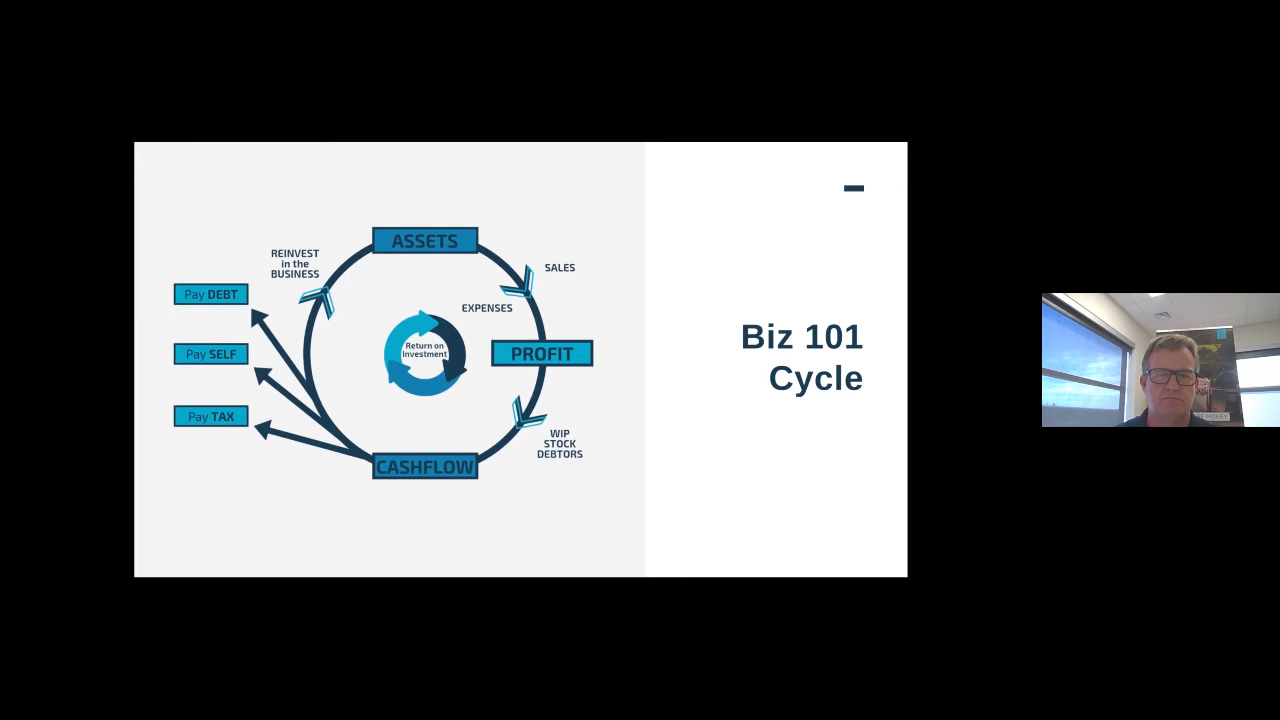 ASSETS
REINVEST
in the
BUSINESS
SALES
Pay DEBT
EXPENSES
Return on
Investment
Pay SELF
PROFIT
Pay TAX
WIP
STOCK
DEBTORS
CASHFLOW
Biz 101
Cycle
MONEY